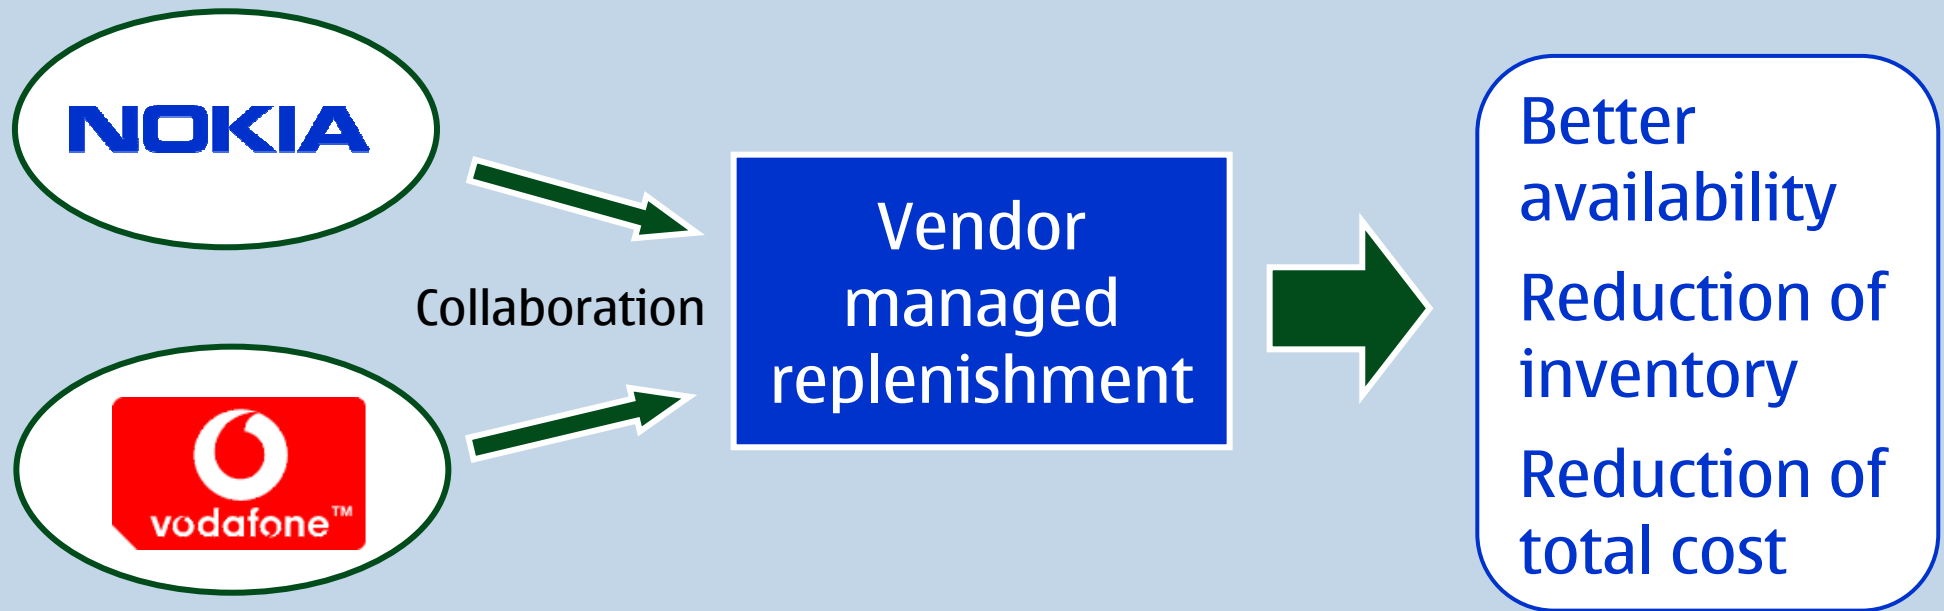 NOKIA
Collaboration
vodafone™
Vendor
managed
replenishment
Better
availability
Reduction of
inventory
Reduction of
total cost